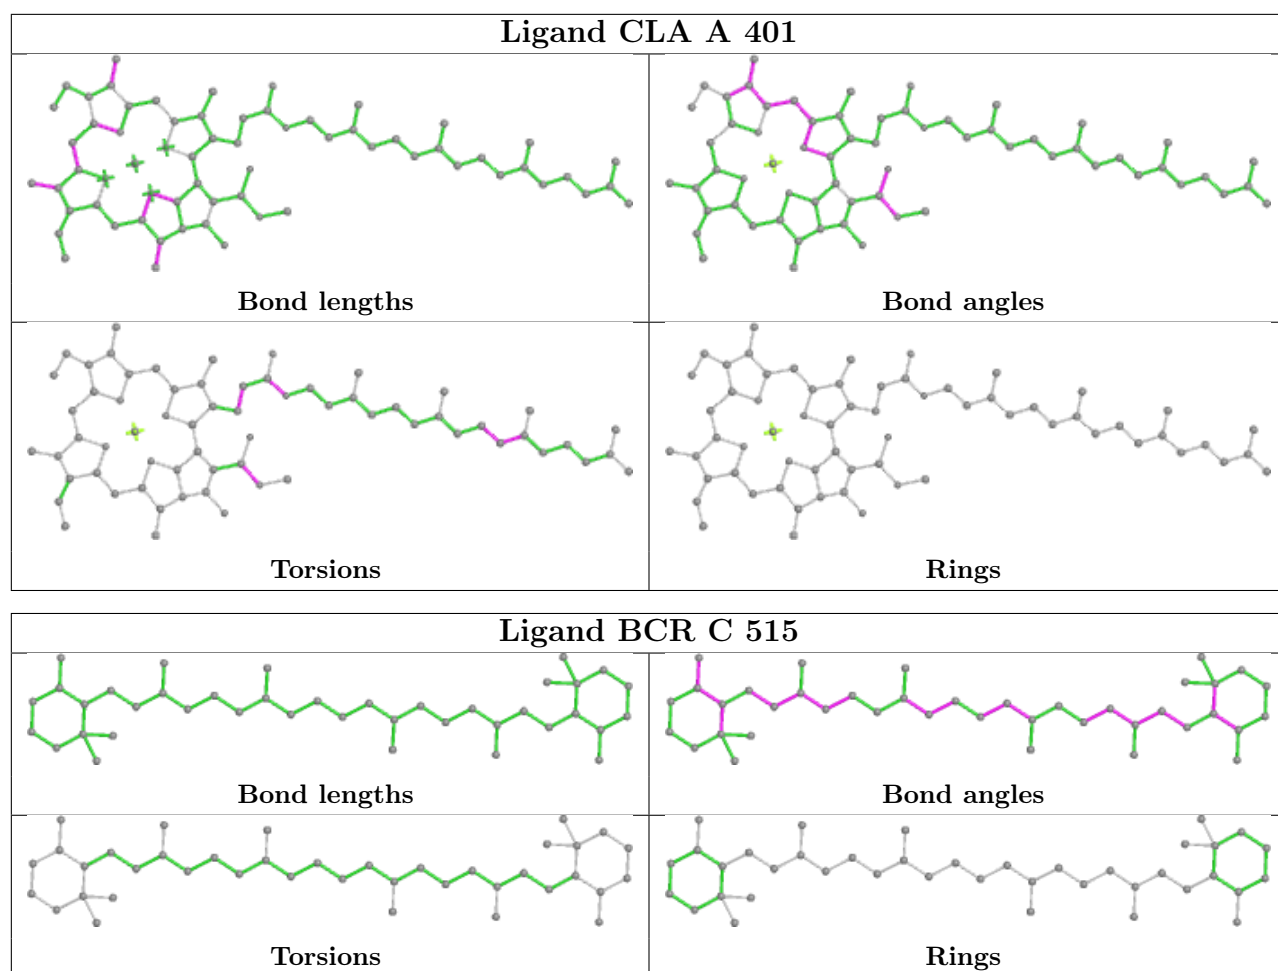 Ligand CLA A 401
Bond lengths
Bond angles
Torsions
Rings
Ligand BCR C 515
Bond lengths
Bond angles
Torsions
Rings